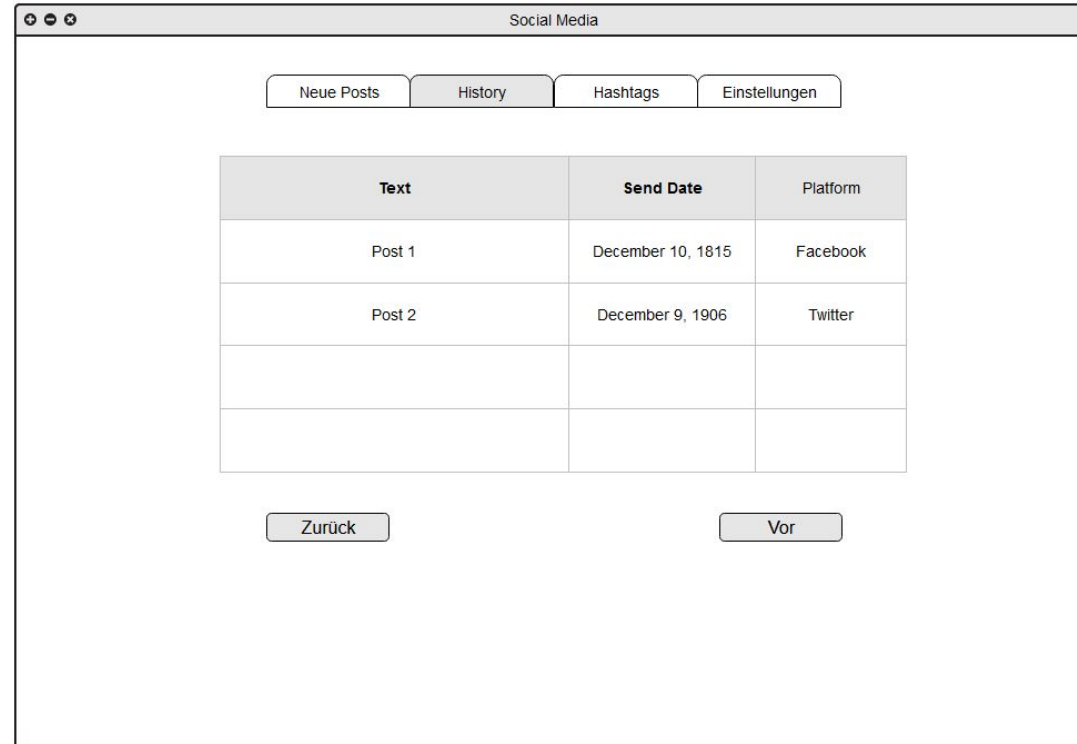 Social Media
Neue Posts History Hashtags Einstellungen
Text Send Date Platform
Post 1 December 10, 1815 Facebook
Post 2 December 9, 1906 Twitter
Zurück Vor